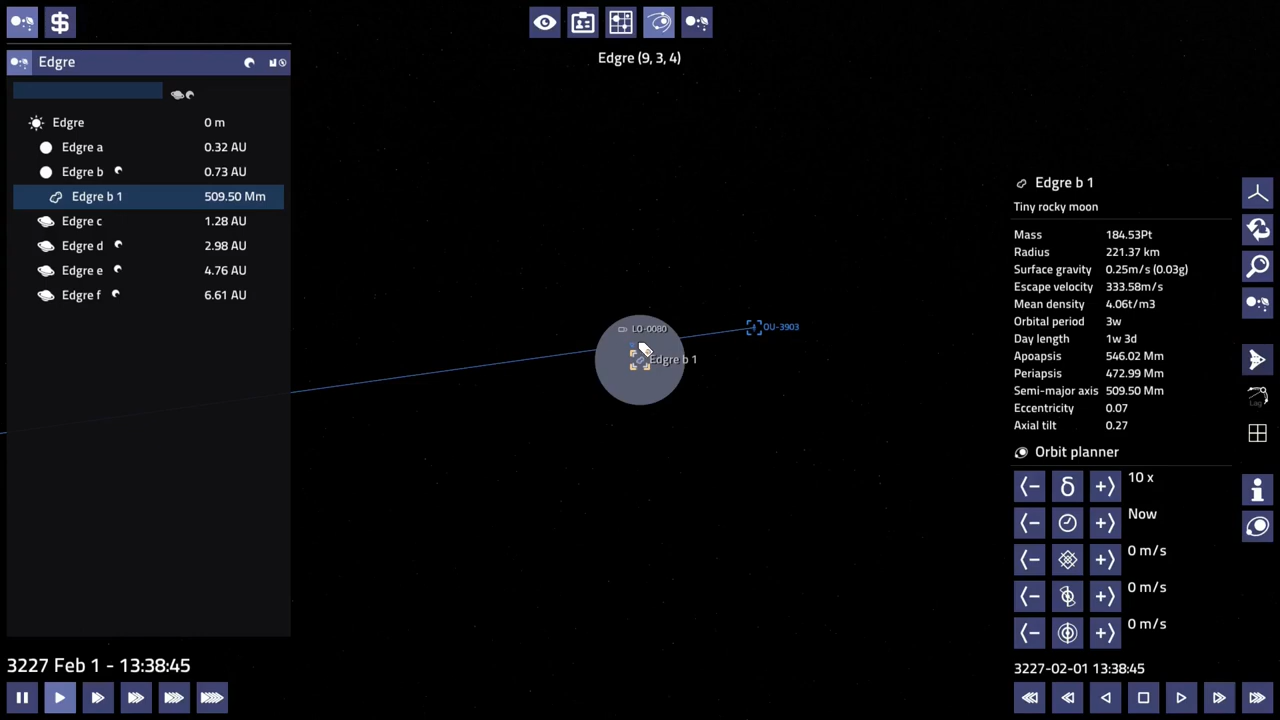 Edgre (9, 3, 4)
Edgre
Edgre 0 m
Edgre a 0.32 AU
Edgre b 0.73 AU
Edgre b 1 509.50 Mm
Edgre c 1.28 AU
Edgre d 2.98 AU
Edgre e 4.76 AU
Edgre f 6.61 AU
LO-0080
OU-3903
Edgre b 1
Edgre b 1
Tiny rocky moon
Mass 184.53Pt
Radius 221.37 km
Surface gravity 0.25m/s (0.03g)
Escape velocity 333.58m/s
Mean density 4.06t/m3
Orbital period 3w
Day length 1w 3d
Apoapsis 546.02 Mm
Periapsis 472.99 Mm
Semi-major axis 509.50 Mm
Eccentricity 0.07
Axial tilt 0.27
Lag
Orbit planner
10 x
Now
0 m/s
0 m/s
0 m/s
3227 Feb 1 - 13:38:45
3227-02-01 13:38:45